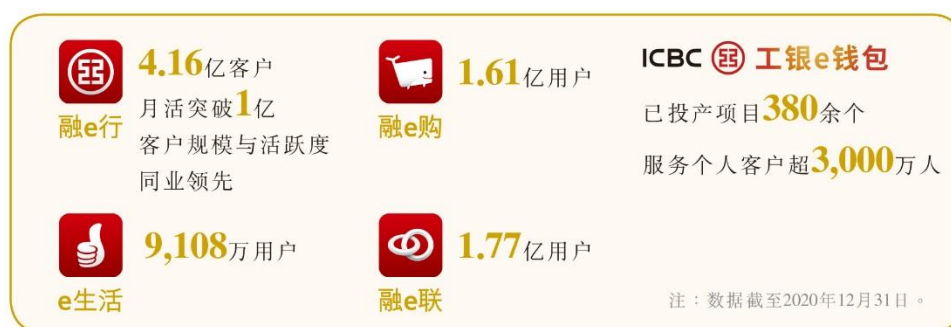 融e行
4.16亿客户
月活突破1亿
客户规模与活跃度
同业领先
融e购
1.61亿用户
ICBC 工银e钱包
已投产项目380余个
服务个人客户超3,000万人
e生活
9,108万用户
融e联
1.77亿用户
注：数据截至2020年12月31日。